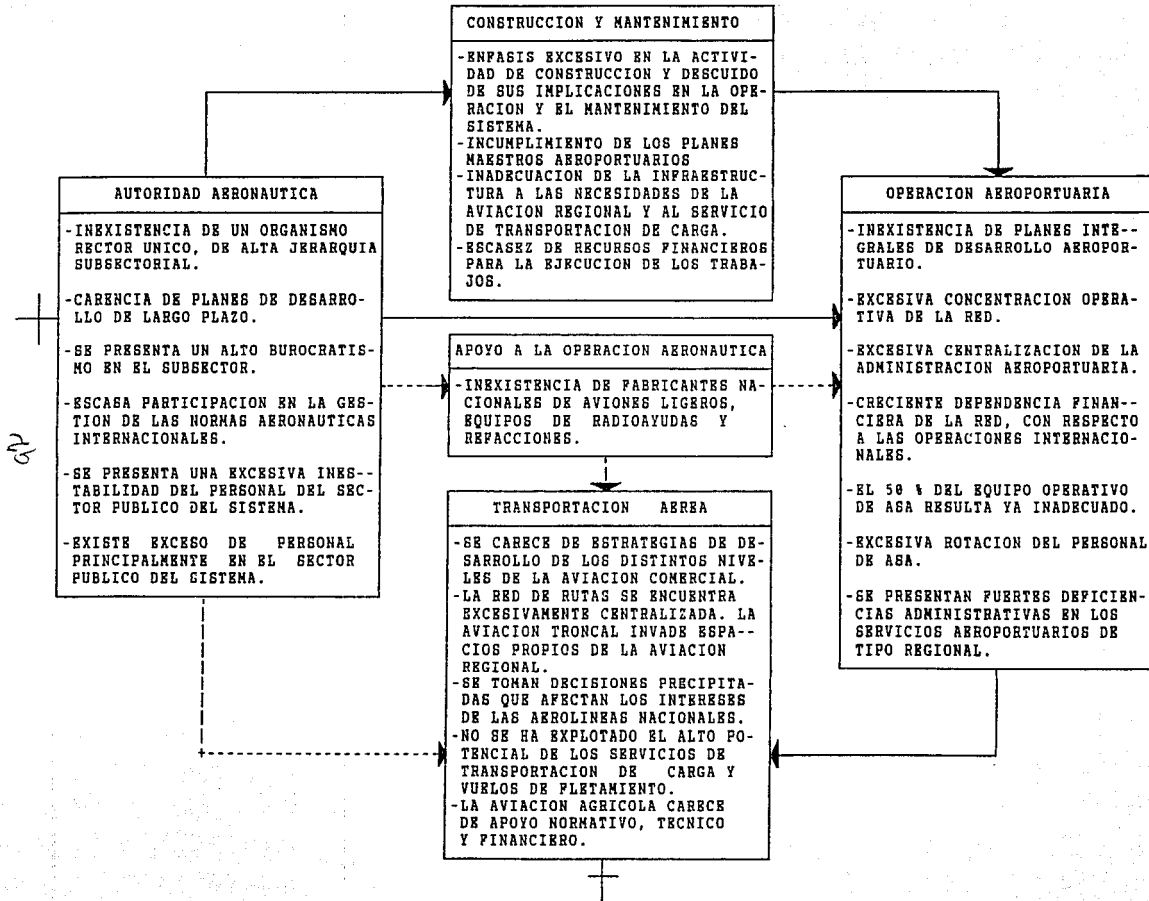 CONSTRUCCION Y MANTENIMIENTO
-ENFASIS EXCESIVO EN LA ACTIVI-
DAD DE CONSTRUCCION Y DESCUIDO
DE SUS IMPLICACIONES EN LA OPE-
RACION Y EL MANTENIMIENTO DEL
SISTEMA.
-INCUMPLIMIENTO DE LOS PLANES
MAESTROS AEROPORTUARIOS
-INADECUACION DE LA INFRAESTRUC-
TURA A LAS NECESIDADES DE LA
AVIACION REGIONAL Y AL SERVICIO
DE TRANSPORTACION DE CARGA.
-ESCASEZ DE RECURSOS FINANCIEROS
PARA LA EJECUCION DE LOS TRABA-
JOS.
AUTORIDAD AERONAUTICA
-INEXISTENCIA DE UN ORGANISMO
RECTOR UNICO, DE ALTA JERARQUIA
SUBSECTORIAL.
-CARENCIA DE PLANES DE DESARRO-
LLO DE LARGO PLAZO.
-SE PRESENTA UN ALTO BUROCRATIS-
MO EN EL SUBSECTOR.
-ESCASA PARTICIPACION EN LA GES-
TION DE LAS NORMAS AERONAUTICAS
INTERNACIONALES.
-SE PRESENTA UNA EXCESIVA INES--
TABILIDAD DEL PERSONAL DEL SEC-
TOR PUBLICO DEL SISTEMA.
-EXISTE EXCESO DE PERSONAL
PRINCIPALMENTE EN EL SECTOR
PUBLICO DEL SISTEMA.
APOYO A LA OPERACION AERONAUTICA
-INEXISTENCIA DE FABRICANTES NA-
CIONALES DE AVIONES LIGEROS,
EQUIPOS DE RADIOAYUDAS Y
REFACCIONES.
OPERACION AEROPORTUARIA
-INEXISTENCIA DE PLANES INTE--
GRALES DE DESARROLLO AEROPOR-
TUARIO.
-EXCESIVA CONCENTRACION OPERA-
TIVA DE LA RED.
-EXCESIVA CENTRALIZACION DE LA
ADMINISTRACION AEROPORTUARIA.
-CRECIENTE DEPENDENCIA FINAN--
CIERA DE LA RED, CON RESPECTO
A LAS OPERACIONES INTERNACIO-
NALES.
-EL 50 % DEL EQUIPO OPERATIVO
DE ASA RESULTA YA INADECUADO.
-EXCESIVA ROTACION DEL PERSONAL
DE ASA.
-SE PRESENTAN FUERTES DEFICIEN-
CIAS ADMINISTRATIVAS EN LOS
SERVICIOS AEROPORTUARIOS DE
TIPO REGIONAL.
TRANSPORTACION AEREA
-SE CARECE DE ESTRATEGIAS DE DE-
SARROLLO DE LOS DISTINTOS NIVE-
LES DE LA AVIACION COMERCIAL.
-LA RED DE RUTAS SE ENCUENTRA
EXCESIVAMENTE CENTRALIZADA. LA
AVIACION TRONCAL INVADE ESPA--
CIOS PROPIOS DE LA AVIACION
REGIONAL.
-SE TOMAN DECISIONES PRECIPITA-
DAS QUE AFECTAN LOS INTERESES
DE LAS AEROLINEAS NACIONALES.
-NO SE HA EXPLOTADO EL ALTO PO-
TENCIAL DE LOS SERVICIOS DE
TRANSPORTACION DE CARGA Y
VUELOS DE FLETAMIENTO.
-LA AVIACION AGRICOLA CARECE
DE APOYO NORMATIVO, TECNICO
Y FINANCIERO.